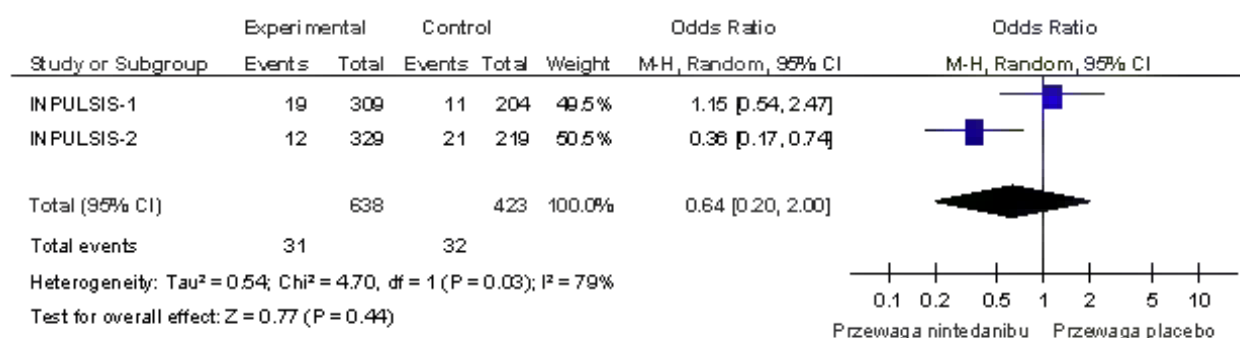 Experimental Control Odds Ratio Odds Ratio
Study or Subgroup Events Total Events Total Weight M-H, Random, 95% CI M-H, Random, 95% CI
INPULSIS-1 19 309 11 204 49.5% 1.15 [0.54, 2.47]
INPULSIS-2 12 329 21 219 50.5% 0.36 [0.17, 0.74]
Total (95% CI) 638 423 100.0% 0.64 [0.20, 2.00]
Total events 31 32
Heterogeneity: Tau² = 0.54; Chi² = 4.70, df = 1 (P = 0.03); I² = 79%
Test for overall effect: Z = 0.77 (P = 0.44)
0.1 0.2 0.5 1 2 5 10
Przewaga nintedanibu Przewaga placebo